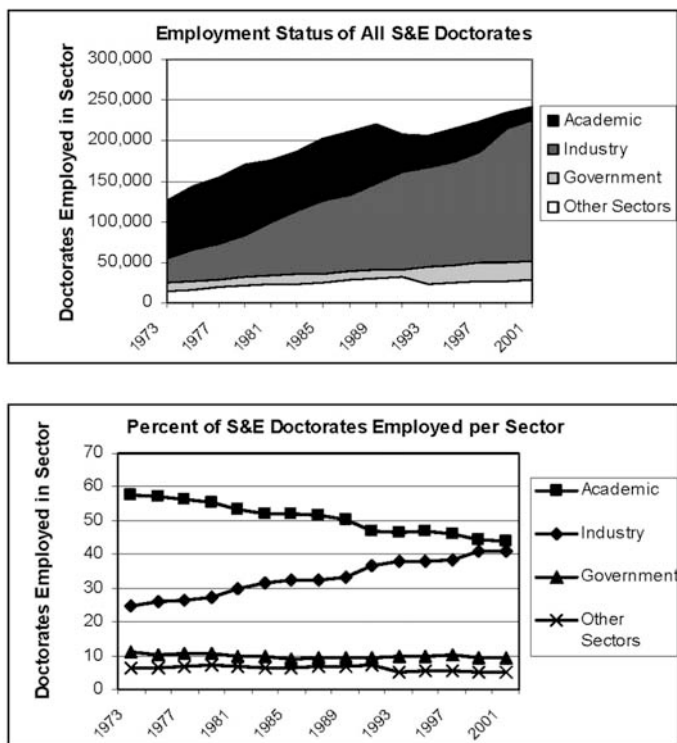 Employment Status of All S&E Doctorates
Doctorates Employed in Sector
300,000
250,000
200,000
150,000
100,000
50,000
0
1973
1977
1981
1985
1989
1993
1997
2001
Academic
Industry
Government
Other Sectors
Percent of S&E Doctorates Employed per Sector
Doctorates Employed in Sector
70
60
50
40
30
20
10
0
1973
1977
1981
1985
1989
1993
1997
2001
Academic
Industry
Government
Other
Sectors